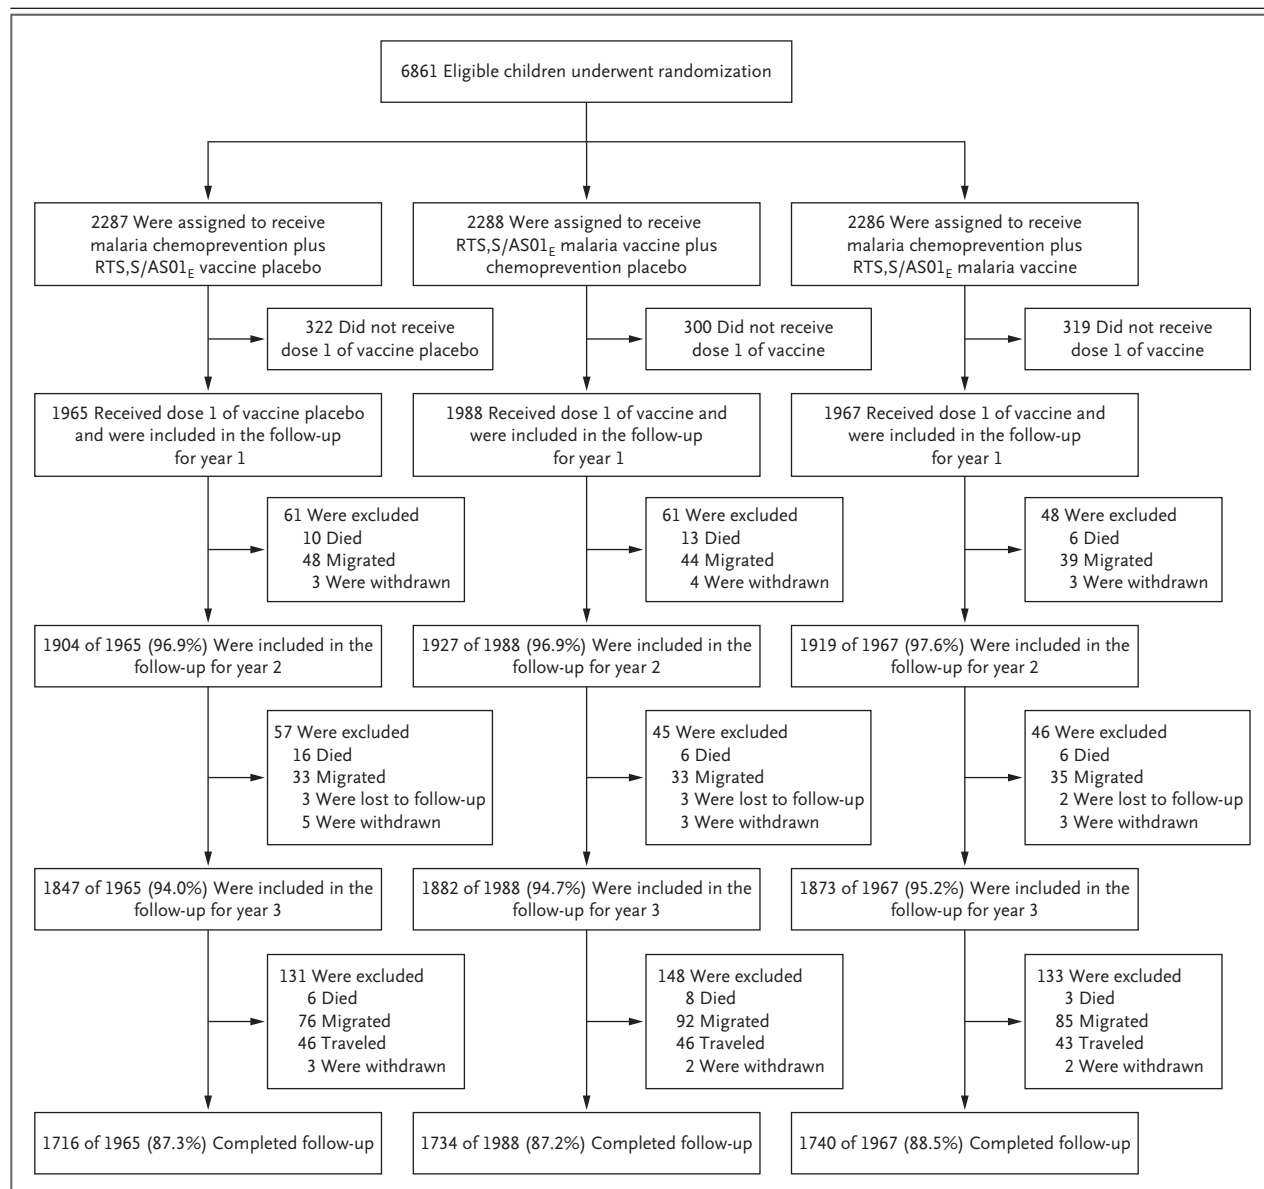 6861 Eligible children underwent randomization
2287 Were assigned to receive
malaria chemoprevention plus
RTS,S/AS01E vaccine placebo
2288 Were assigned to receive
RTS,S/AS01E malaria vaccine plus
chemoprevention placebo
2286 Were assigned to receive
malaria chemoprevention plus
RTS,S/AS01E malaria vaccine
322 Did not receive
dose 1 of vaccine placebo
300 Did not receive
dose 1 of vaccine
319 Did not receive
dose 1 of vaccine
1965 Received dose 1 of vaccine placebo
and were included in the follow-up
for year 1
1988 Received dose 1 of vaccine and
were included in the follow-up
for year 1
1967 Received dose 1 of vaccine and
were included in the follow-up
for year 1
61 Were excluded
10 Died
48 Migrated
3 Were withdrawn
61 Were excluded
13 Died
44 Migrated
4 Were withdrawn
48 Were excluded
6 Died
39 Migrated
3 Were withdrawn
1904 of 1965 (96.9%) Were included in the
follow-up for year 2
1927 of 1988 (96.9%) Were included in the
follow-up for year 2
1919 of 1967 (97.6%) Were included in the
follow-up for year 2
57 Were excluded
16 Died
33 Migrated
3 Were lost to follow-up
5 Were withdrawn
45 Were excluded
6 Died
33 Migrated
3 Were lost to follow-up
3 Were withdrawn
46 Were excluded
6 Died
35 Migrated
2 Were lost to follow-up
3 Were withdrawn
1847 of 1965 (94.0%) Were included in the
follow-up for year 3
1882 of 1988 (94.7%) Were included in the
follow-up for year 3
1873 of 1967 (95.2%) Were included in the
follow-up for year 3
131 Were excluded
6 Died
76 Migrated
46 Traveled
3 Were withdrawn
148 Were excluded
8 Died
92 Migrated
46 Traveled
2 Were withdrawn
133 Were excluded
3 Died
85 Migrated
43 Traveled
2 Were withdrawn
1716 of 1965 (87.3%) Completed follow-up
1734 of 1988 (87.2%) Completed follow-up
1740 of 1967 (88.5%) Completed follow-up